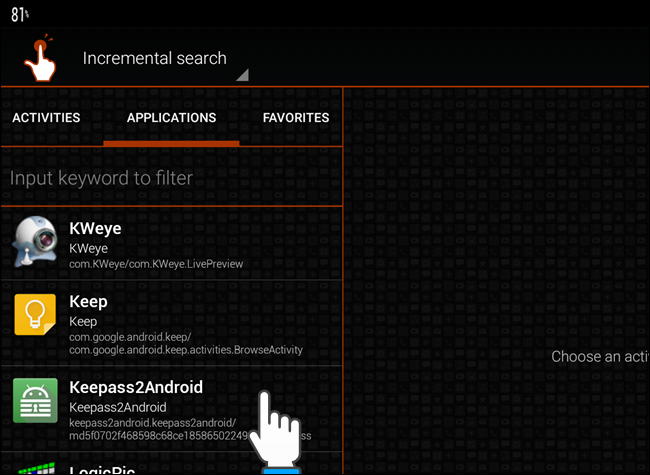 81%
Incremental search
ACTIVITIES
APPLICATIONS
FAVORITES
Input keyword to filter
KWeye
KWeye
com.KWeye/com.KWeye.LivePreview
Keep
Keep
com.google.android.keep/
com.google.android.keep.activities.BrowseActivity
Choose an acti
Keepass2Android
Keepass2Android
keepass2android.keepass2android/
md5f0702f468598c68ce18586502249 ss
LogicPic